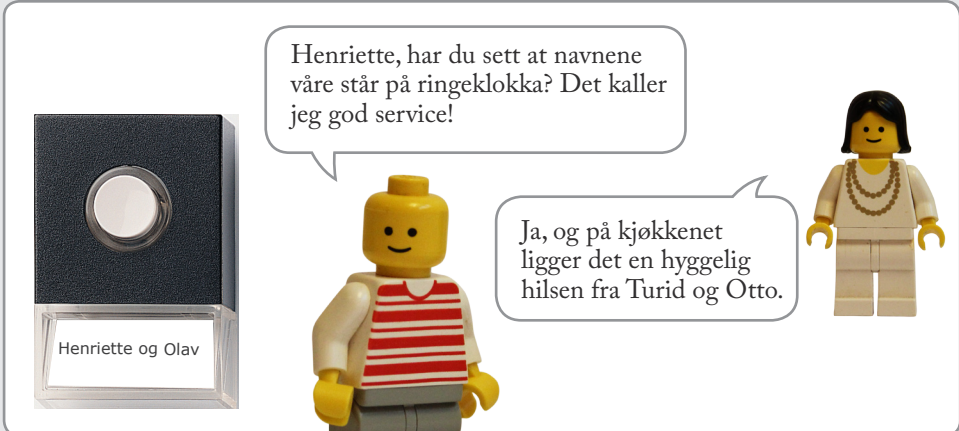 Henriette, har du sett at navnene
våre står på ringeklokka? Det kaller
jeg god service!
Ja, og på kjøkkenet
ligger det en hyggelig
hilsen fra Turid og Otto.
Henriette og Olav